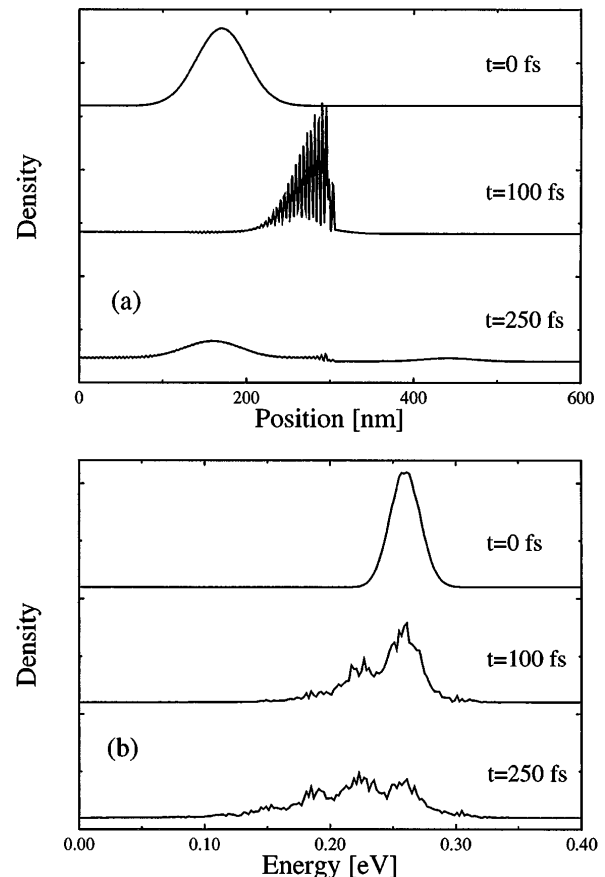 t=0 fs
t=100 fs
Density
(a)
t=250 fs
0 200 400 600
Position [nm]
t=0 fs
t=100 fs
Density
(b)
t=250 fs
0.00 0.10 0.20 0.30 0.40
Energy [eV]